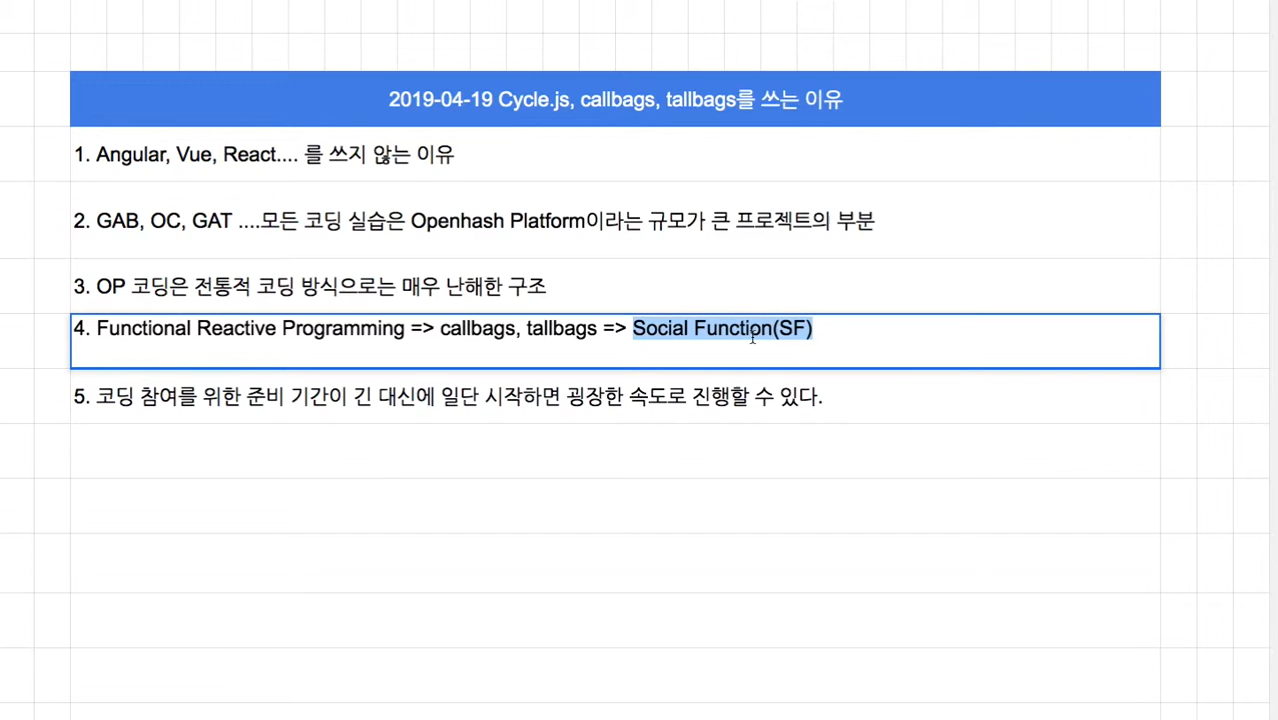 2019-04-19 Cycle.js, callbags, tallbags를 쓰는 이유
1. Angular, Vue, React.... 를 쓰지 않는 이유
2. GAB, OC, GAT ....모든 코딩 실습은 Openhash Platform이라는 규모가 큰 프로젝트의 부분
3. OP 코딩은 전통적 코딩 방식으로는 매우 난해한 구조
4. Functional Reactive Programming => callbags, tallbags => Social Function(SF)
5. 코딩 참여를 위한 준비 기간이 긴 대신에 일단 시작하면 굉장한 속도로 진행할 수 있다.